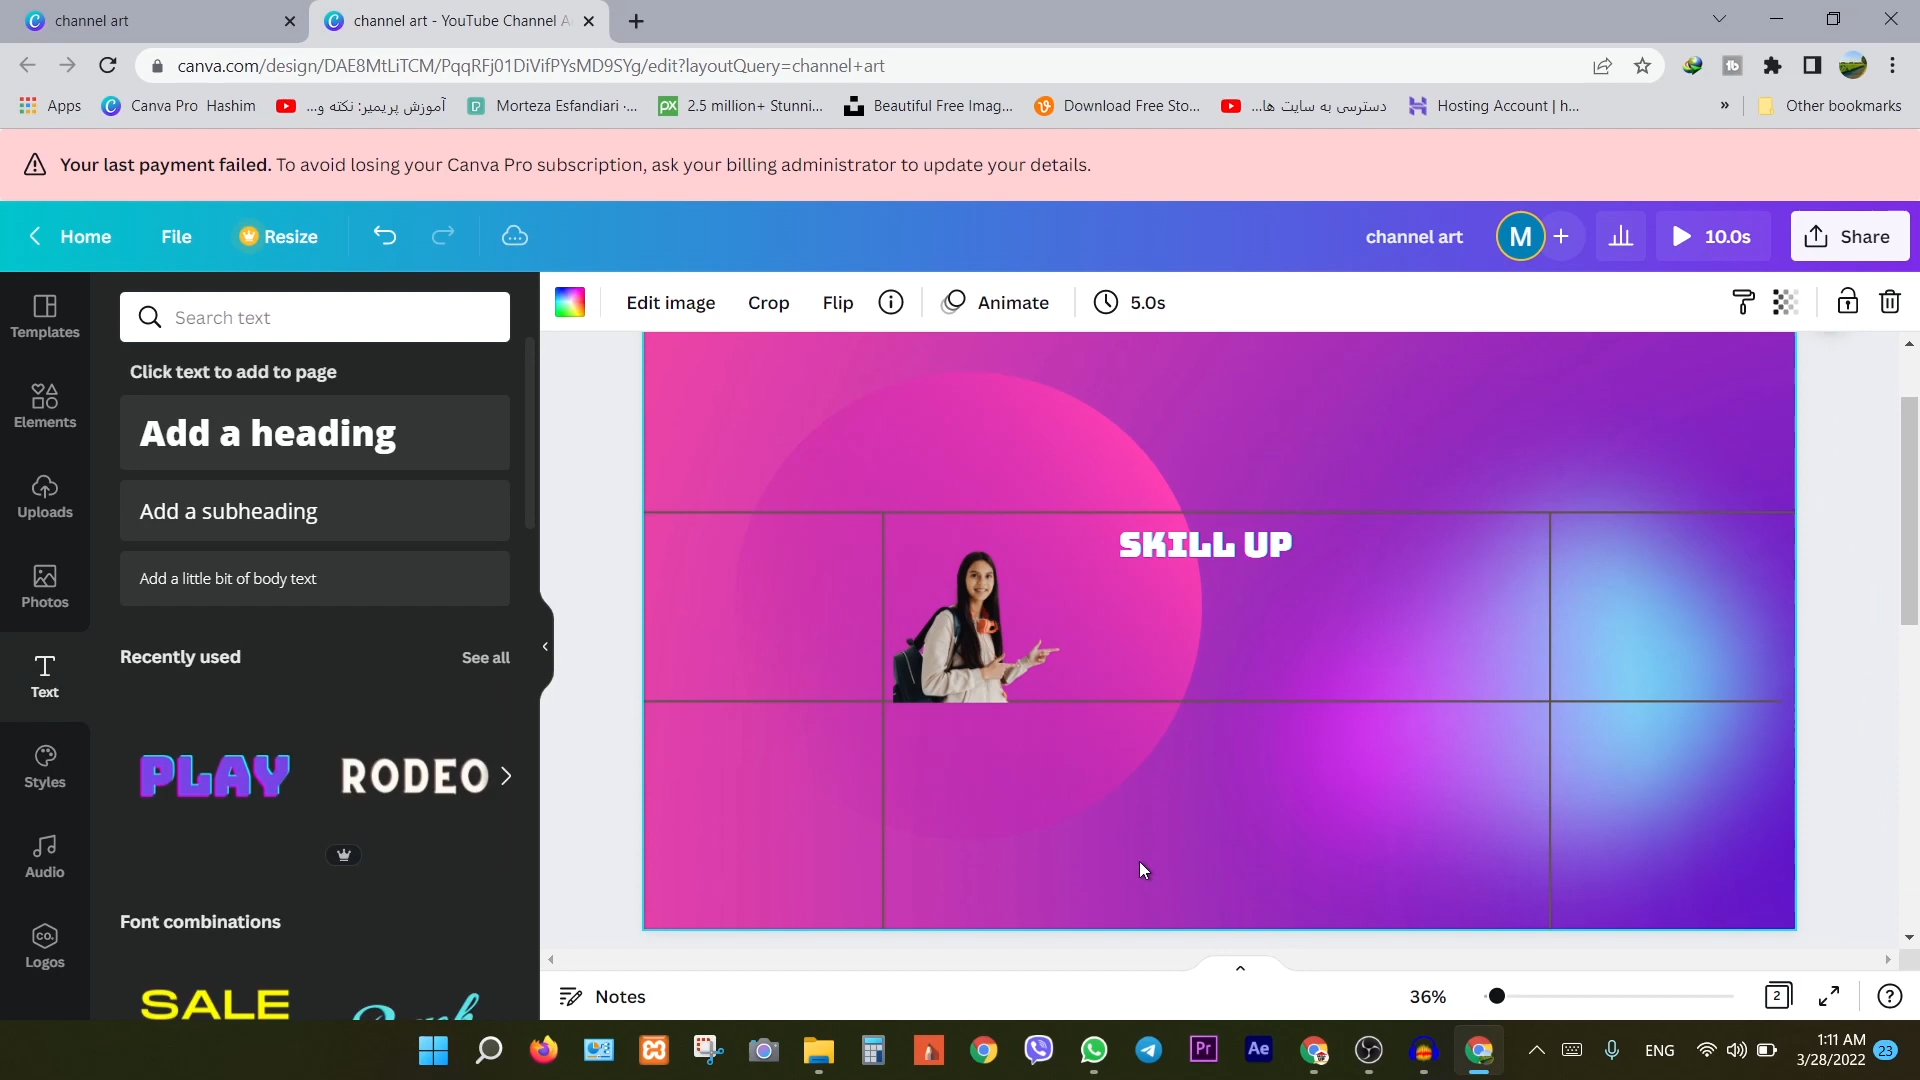 channel art
channel art - YouTube Channel A
canva.com/design/DAE8MtLiTCM/PqqRFj01DiVifPYsMD9SYg/edit?layoutQuery=channel+art
Apps
Canva Pro Hashim
آموزش پریمیر: نکته و...
Morteza Esfandiari -...
2.5 million+ Stunni...
Beautiful Free Imag...
Download Free Sto...
دسترسی به سایت ها...
Hosting Account | h...
»
Other bookmarks
Your last payment failed. To avoid losing your Canva Pro subscription, ask your billing administrator to update your details.
Home
File
Resize
channel art
M
+
10.0s
Share
Templates
Elements
Uploads
Photos
Text
Styles
Audio
Logos
Search text
Click text to add to page
Add a heading
Add a subheading
Add a little bit of body text
Recently used
See all
PLAY
RODEO
Font combinations
SALE
Edit image
Crop
Flip
Animate
5.0s
SKILL UP
Notes
36%
2
ENG
1:11 AM
3/28/2022
23